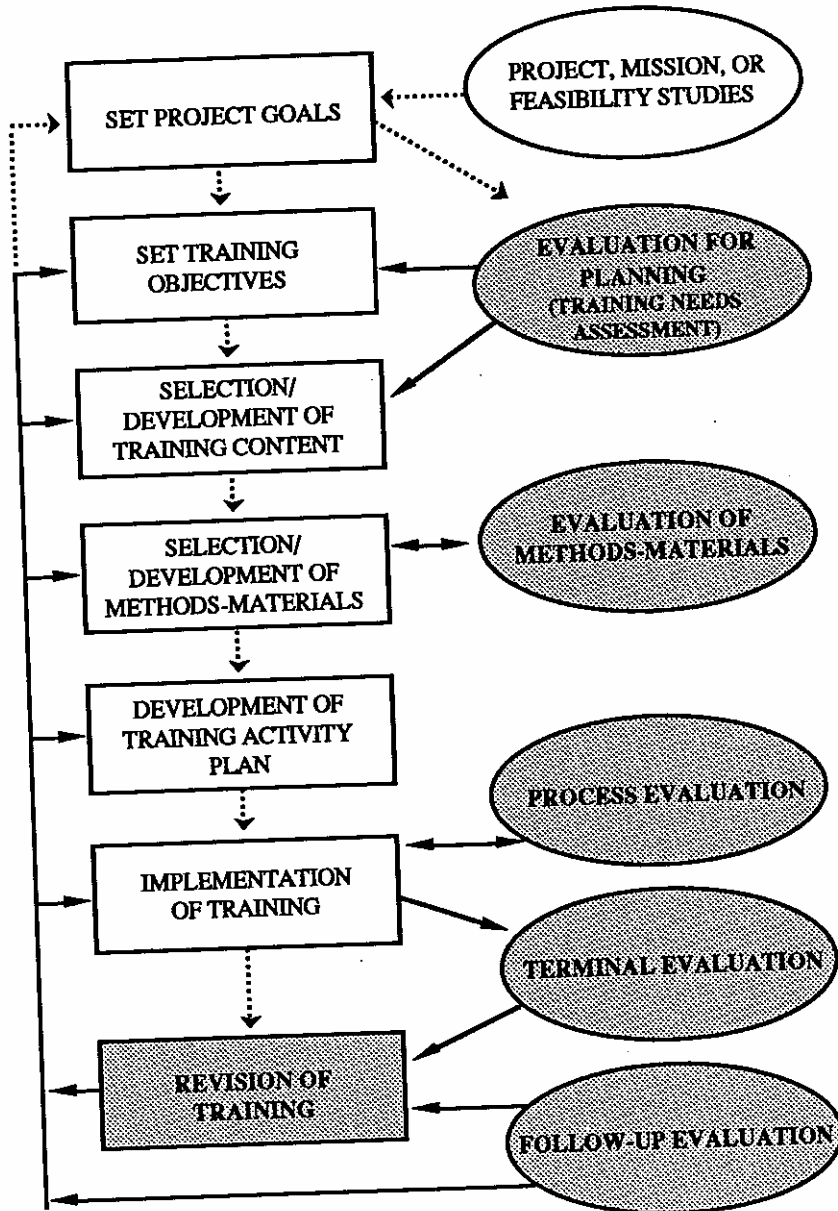 PROJECT, MISSION, OR
FEASIBILITY STUDIES
SET PROJECT GOALS
SET TRAINING
OBJECTIVES
EVALUATION FOR
PLANNING
(TRAINING NEEDS
ASSESSMENT)
SELECTION/
DEVELOPMENT OF
TRAINING CONTENT
SELECTION/
DEVELOPMENT OF
METHODS-MATERIALS
EVALUATION OF
METHODS-MATERIALS
DEVELOPMENT OF
TRAINING ACTIVITY
PLAN
PROCESS EVALUATION
IMPLEMENTATION
OF TRAINING
TERMINAL EVALUATION
REVISION OF
TRAINING
FOLLOW-UP EVALUATION